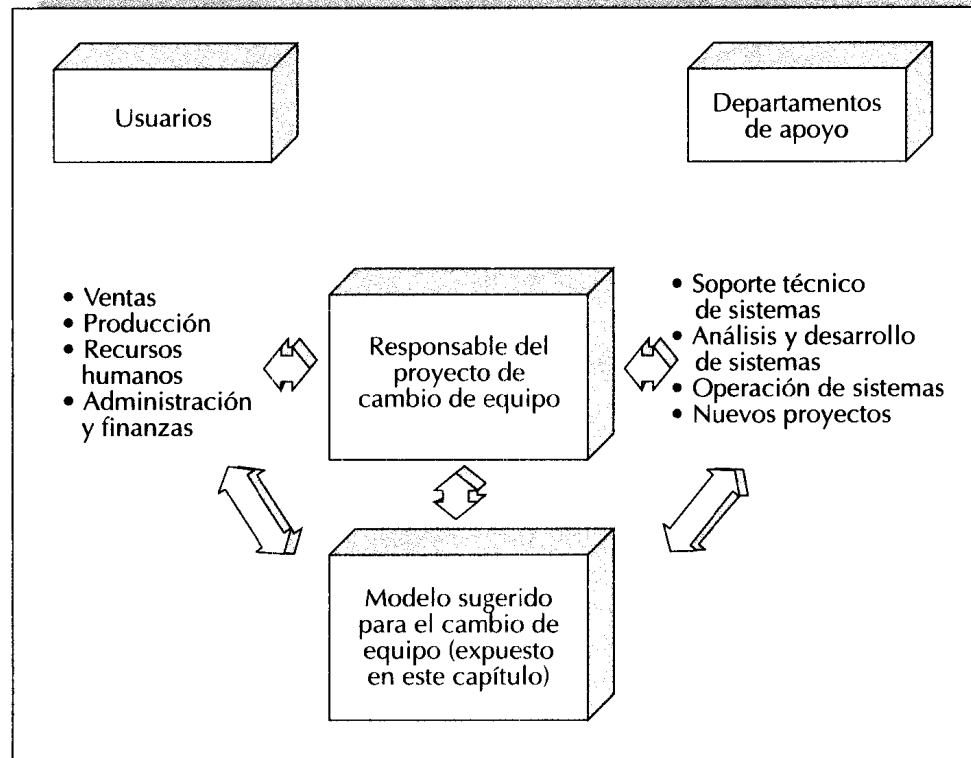 Usuarios
Departamentos
de apoyo
• Ventas
• Producción
• Recursos
humanos
• Administración
y finanzas
Responsable del
proyecto de
cambio de equipo
• Soporte técnico
de sistemas
• Análisis y desarrollo
de sistemas
• Operación de sistemas
• Nuevos proyectos
Modelo sugerido
para el cambio de
equipo (expuesto
en este capítulo)